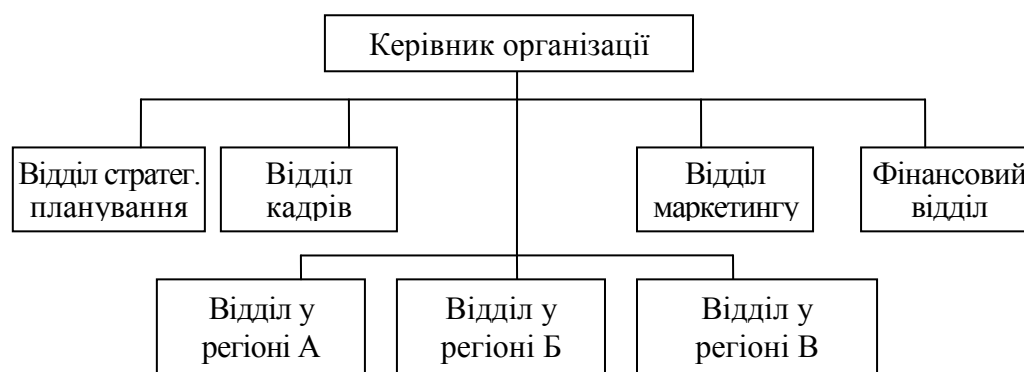 Керівник організації
Відділ стратег.
планування
Відділ
кадрів
Відділ
маркетингу
Фінансовий
відділ
Відділ у
регіоні А
Відділ у
регіоні Б
Відділ у
регіоні В